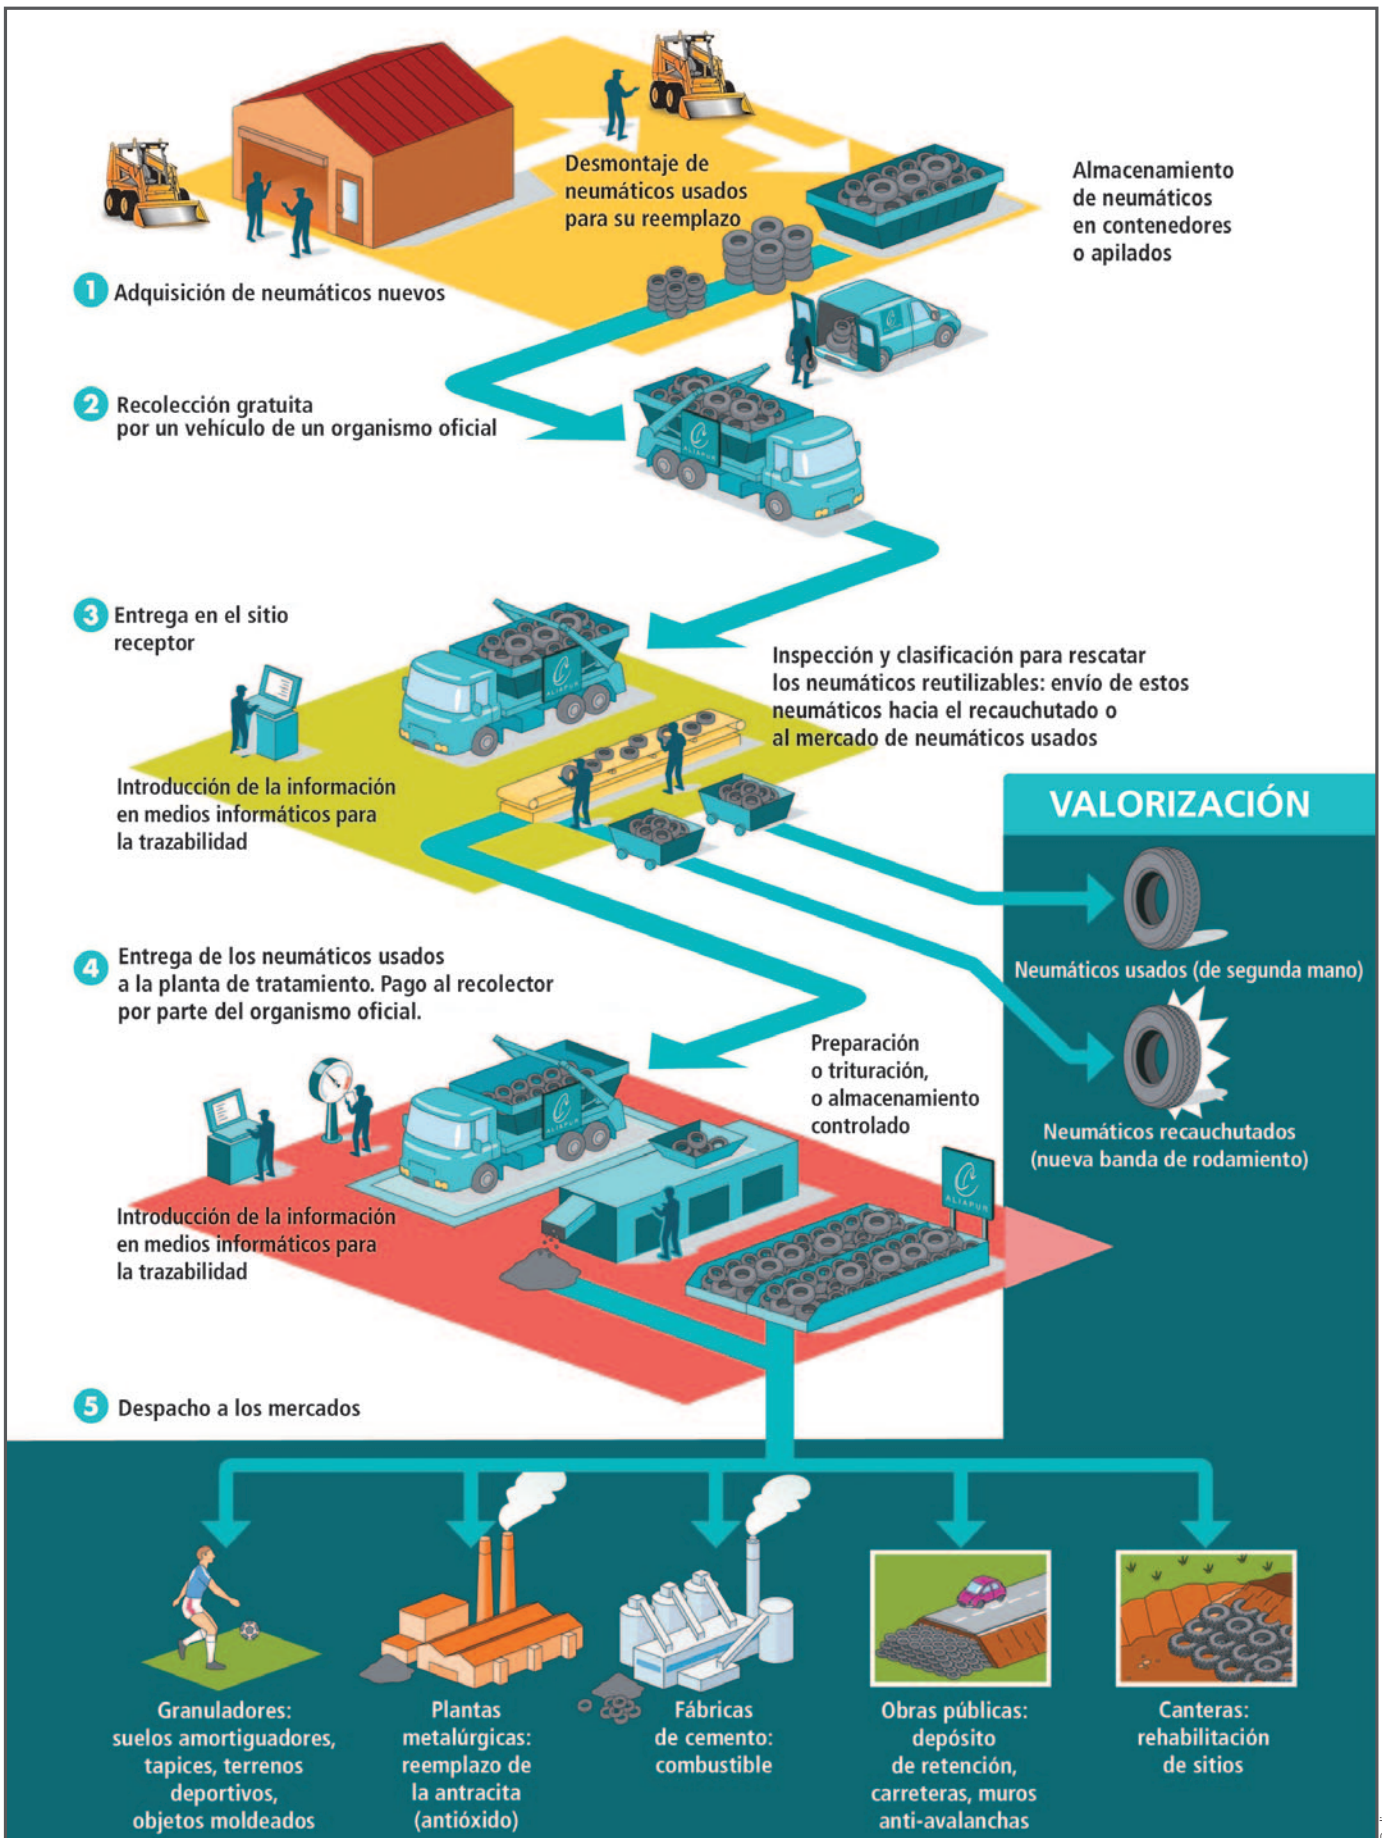 Desmontaje de
neumáticos usados
para su reemplazo
Almacenamiento
de neumáticos
en contenedores
o apilados
1 Adquisición de neumáticos nuevos
2 Recolección gratuita
por un vehículo de un organismo oficial
ALIAPUR
3 Entrega en el sitio
receptor
ALIAPUR
Inspección y clasificación para rescatar
los neumáticos reutilizables: envío de estos
neumáticos hacia el recauchutado o
al mercado de neumáticos usados
Introducción de la información
en medios informáticos para
la trazabilidad
VALORIZACIÓN
Neumáticos usados (de segunda mano)
Neumáticos recauchutados
(nueva banda de rodamiento)
4 Entrega de los neumáticos usados
a la planta de tratamiento. Pago al recolector
por parte del organismo oficial.
Preparación
o trituración,
o almacenamiento
controlado
ALIAPUR
ALIAPUR
Introducción de la información
en medios informáticos para
la trazabilidad
5 Despacho a los mercados
Granuladores:
suelos amortiguadores,
tapices, terrenos
deportivos,
objetos moldeados
Plantas
metalúrgicas:
reemplazo de
la antracita
(antióxido)
Fábricas
de cemento:
combustible
Obras públicas:
depósito
de retención,
carreteras, muros
anti-avalanchas
Canteras:
rehabilitación
de sitios